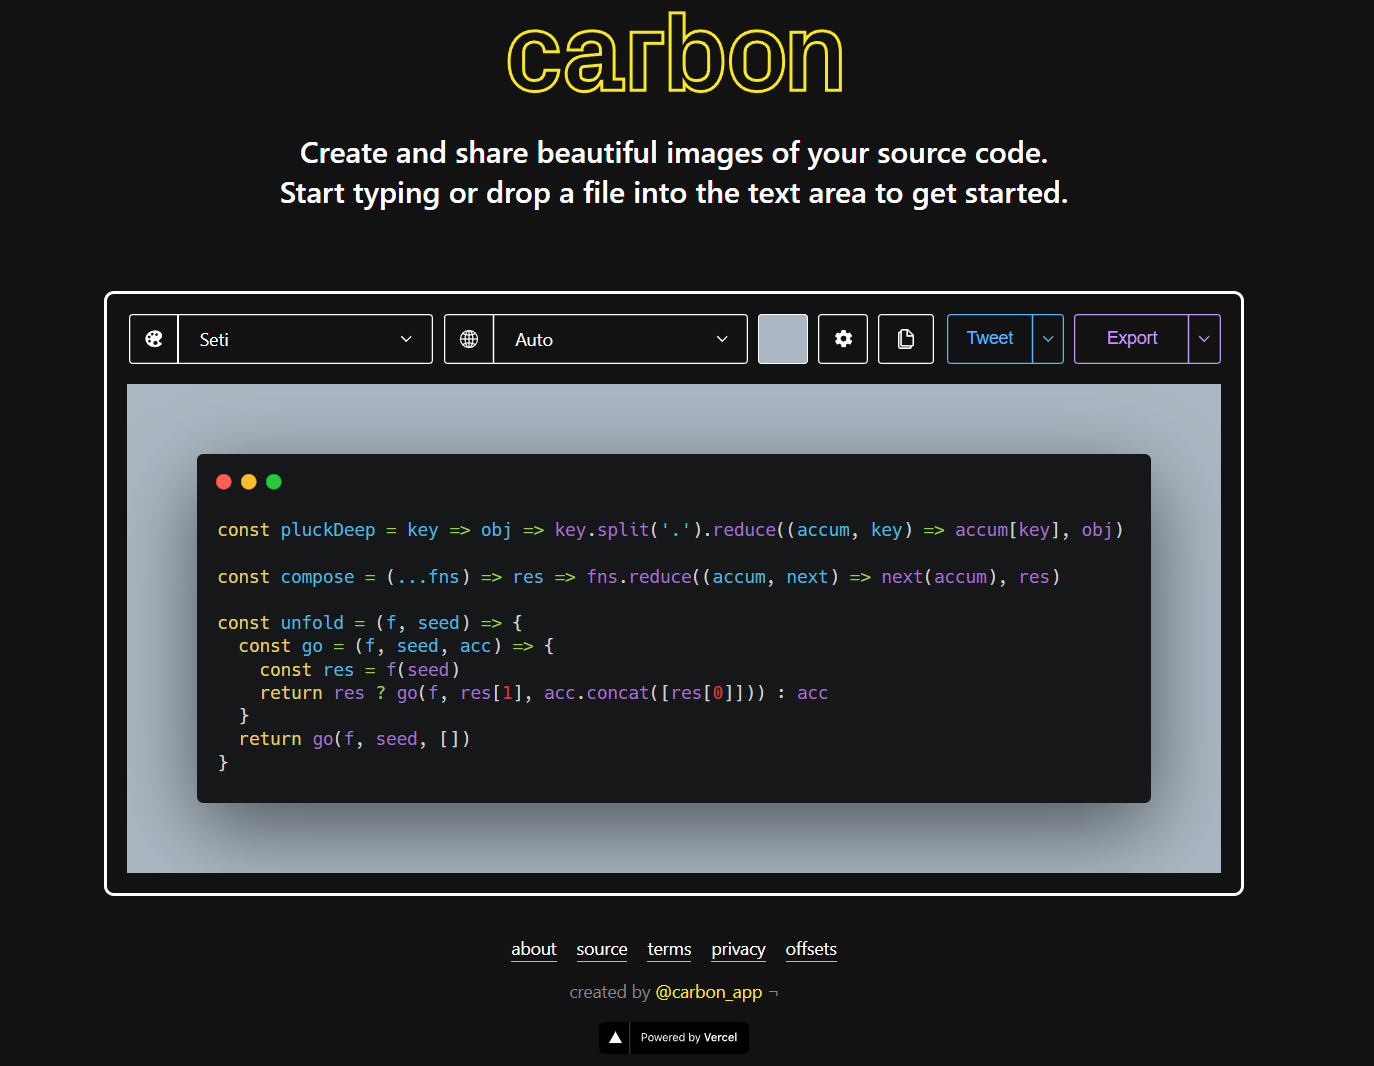 carbon
Create and share beautiful images of your source code.
Start typing or drop a file into the text area to get started.
Seti Auto Tweet Export
const pluckDeep = key => obj => key.split('.').reduce((accum, key) => accum[key], obj)
const compose = (...fns) => res => fns.reduce((accum, next) => next(accum), res)
const unfold = (f, seed) => {
  const go = (f, seed, acc) => {
    const res = f(seed)
    return res ? go(f, res[1], acc.concat([res[0]])) : acc
  }
  return go(f, seed, [])
}
about source terms privacy offsets
created by @carbon_app ¬
Powered by Vercel